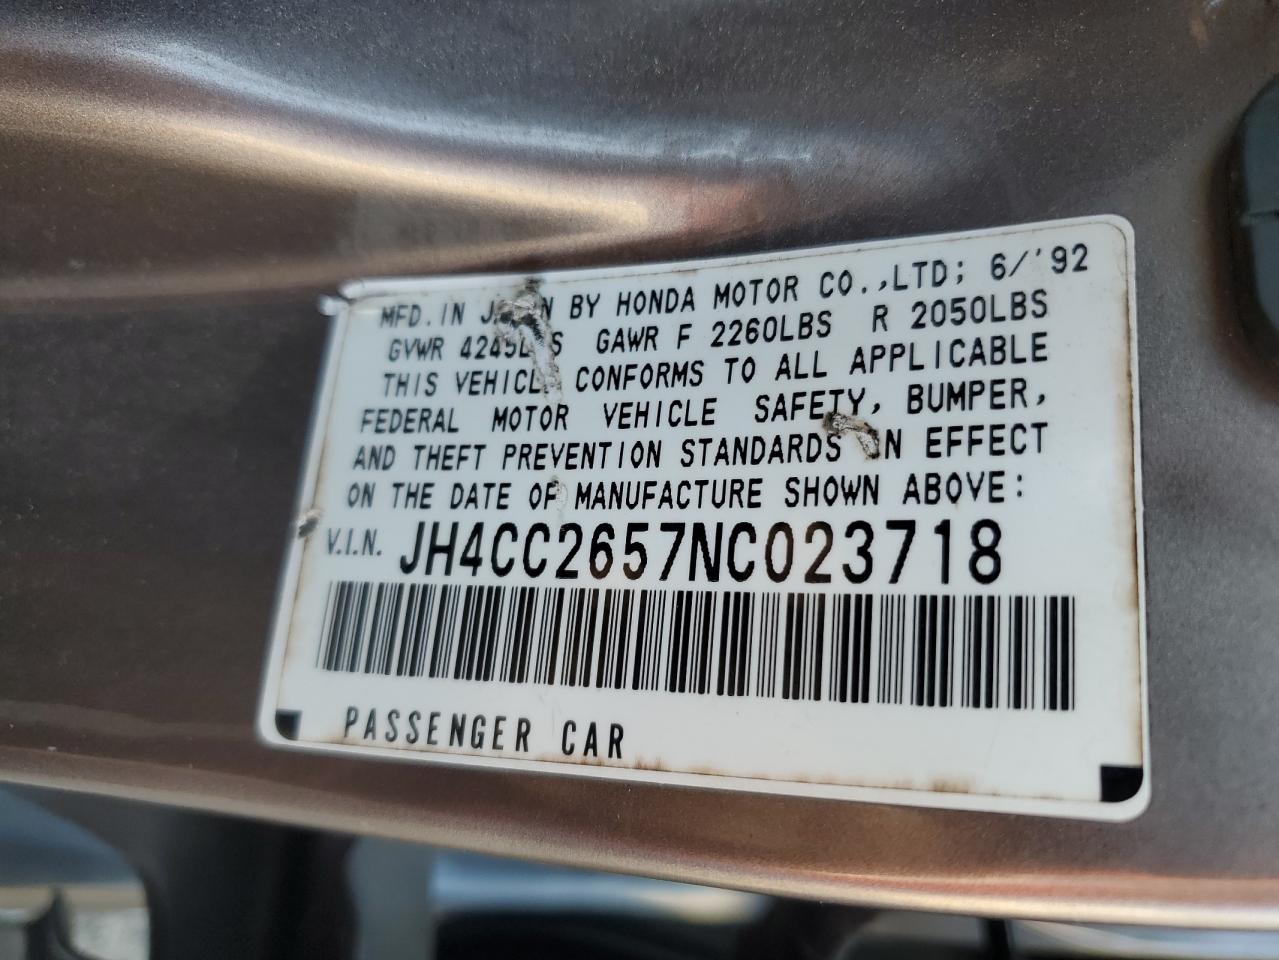 MFD. IN BY HONDA MOTOR CO.,LTD; 6/'92
GVWR GAWR F 2260LBS R 2050LBS
THIS VEHICLE CONFORMS TO ALL APPLICABLE
FEDERAL MOTOR VEHICLE SAFETY, BUMPER,
AND THEFT PREVENTION STANDARDS IN EFFECT
ON THE DATE OF MANUFACTURE SHOWN ABOVE:
V.I.N. JH4CC2657NC023718
PASSENGER CAR